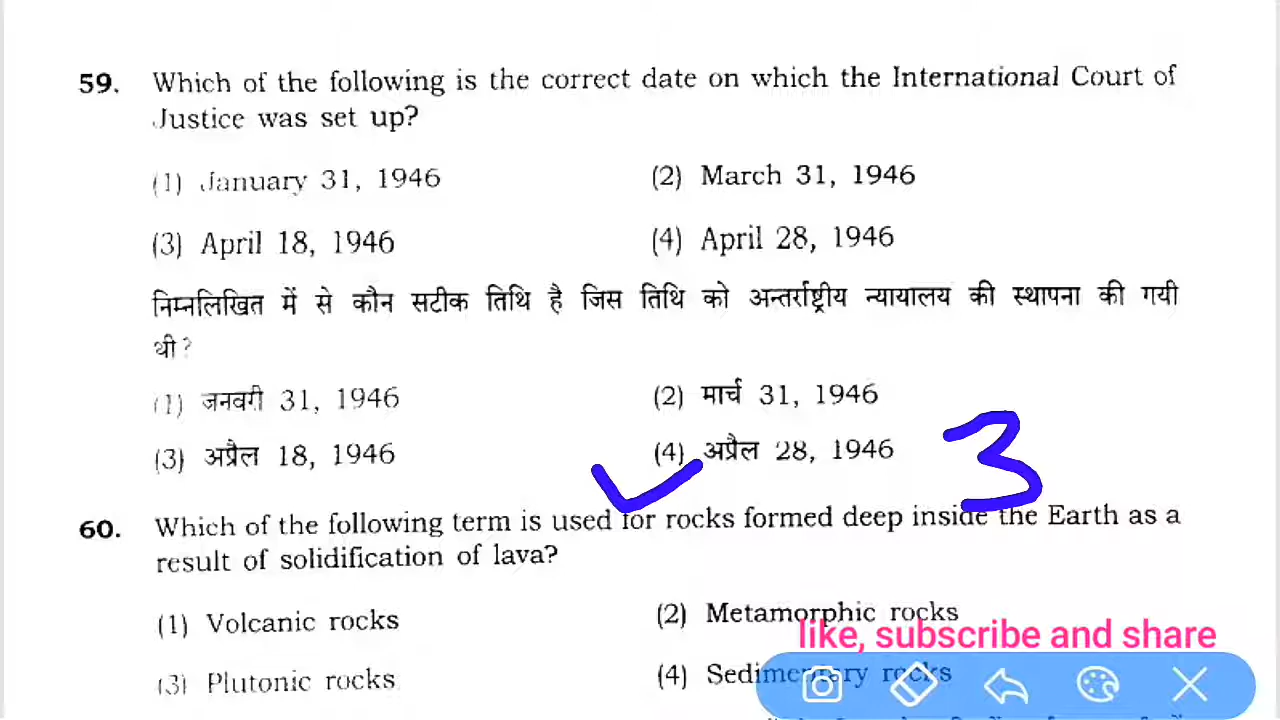 59. Which of the following is the correct date on which the International Court of
Justice was set up?
(1) January 31, 1946 (2) March 31, 1946
(3) April 18, 1946 (4) April 28, 1946
निम्नलिखित में से कौन सटीक तिथि है जिस तिथि को अन्तर्राष्ट्रीय न्यायालय की स्थापना की गयी
थी?
(1) जनवरी 31, 1946 (2) मार्च 31, 1946
(3) अप्रैल 18, 1946 (4) अप्रैल 28, 1946 3
60. Which of the following term is used for rocks formed deep inside the Earth as a
result of solidification of lava?
(1) Volcanic rocks (2) Metamorphic rocks
like, subscribe and share
(3) Plutonic rocks (4) Sedimentary rocks